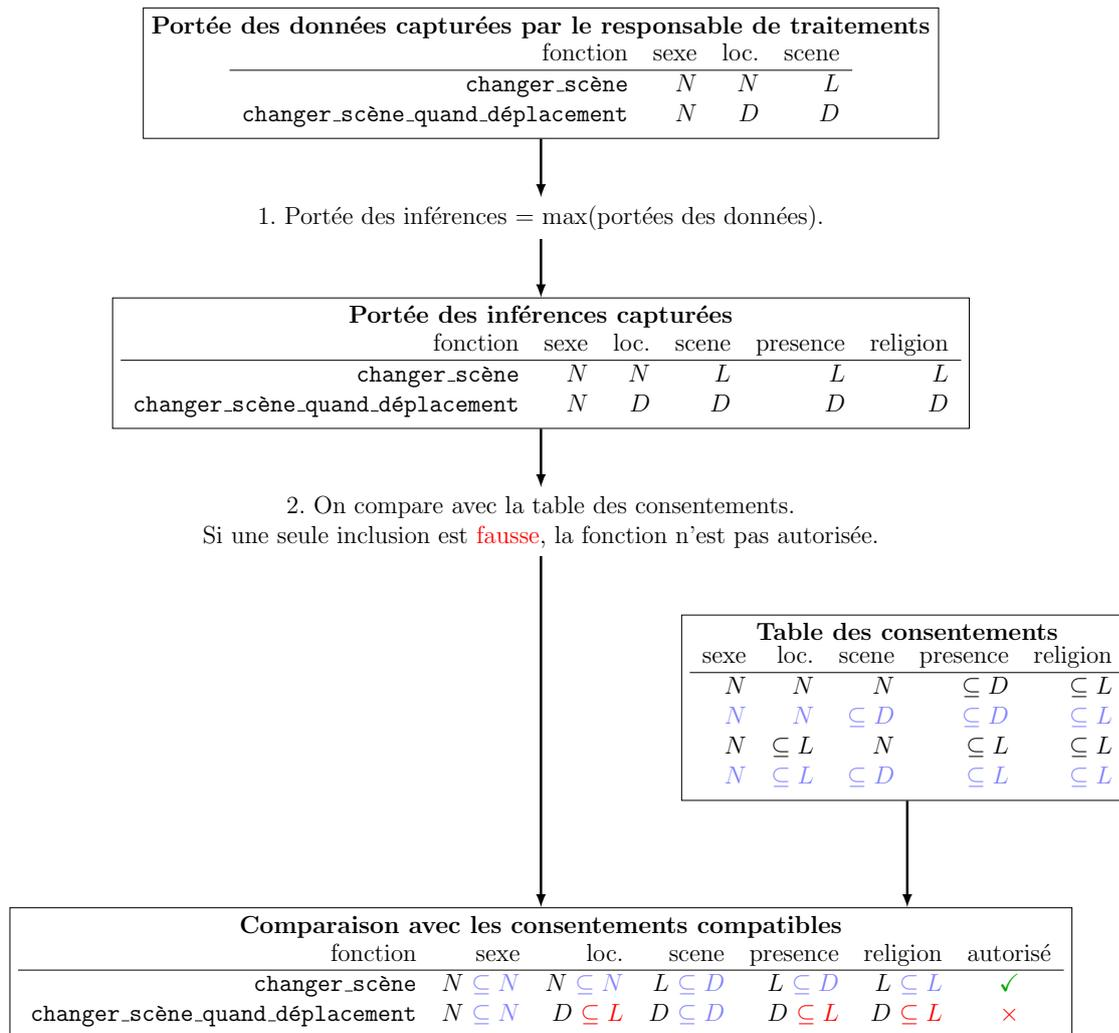 Portée des données capturées par le responsable de traitements
fonction sexe loc. scene
changer_scène N N L
changer_scène_quand_déplacement N D D
1. Portée des inférences = max(portées des données).
Portée des inférences capturées
fonction sexe loc. scene presence religion
changer_scène N N L L L
changer_scène_quand_déplacement N D D D D
2. On compare avec la table des consentements.
Si une seule inclusion est fausse, la fonction n'est pas autorisée.
Table des consentements
sexe loc. scene presence religion
N N N ⊆ D ⊆ L
N N ⊆ D ⊆ D ⊆ L
N ⊆ L N ⊆ L ⊆ L
N ⊆ L ⊆ D ⊆ L ⊆ L
Comparaison avec les consentements compatibles
fonction sexe loc. scene presence religion autorisé
changer_scène N ⊆ N N ⊆ N L ⊆ D L ⊆ D L ⊆ L ✓
changer_scène_quand_déplacement N ⊆ N D ⊆ L D ⊆ D D ⊆ L D ⊆ L ×